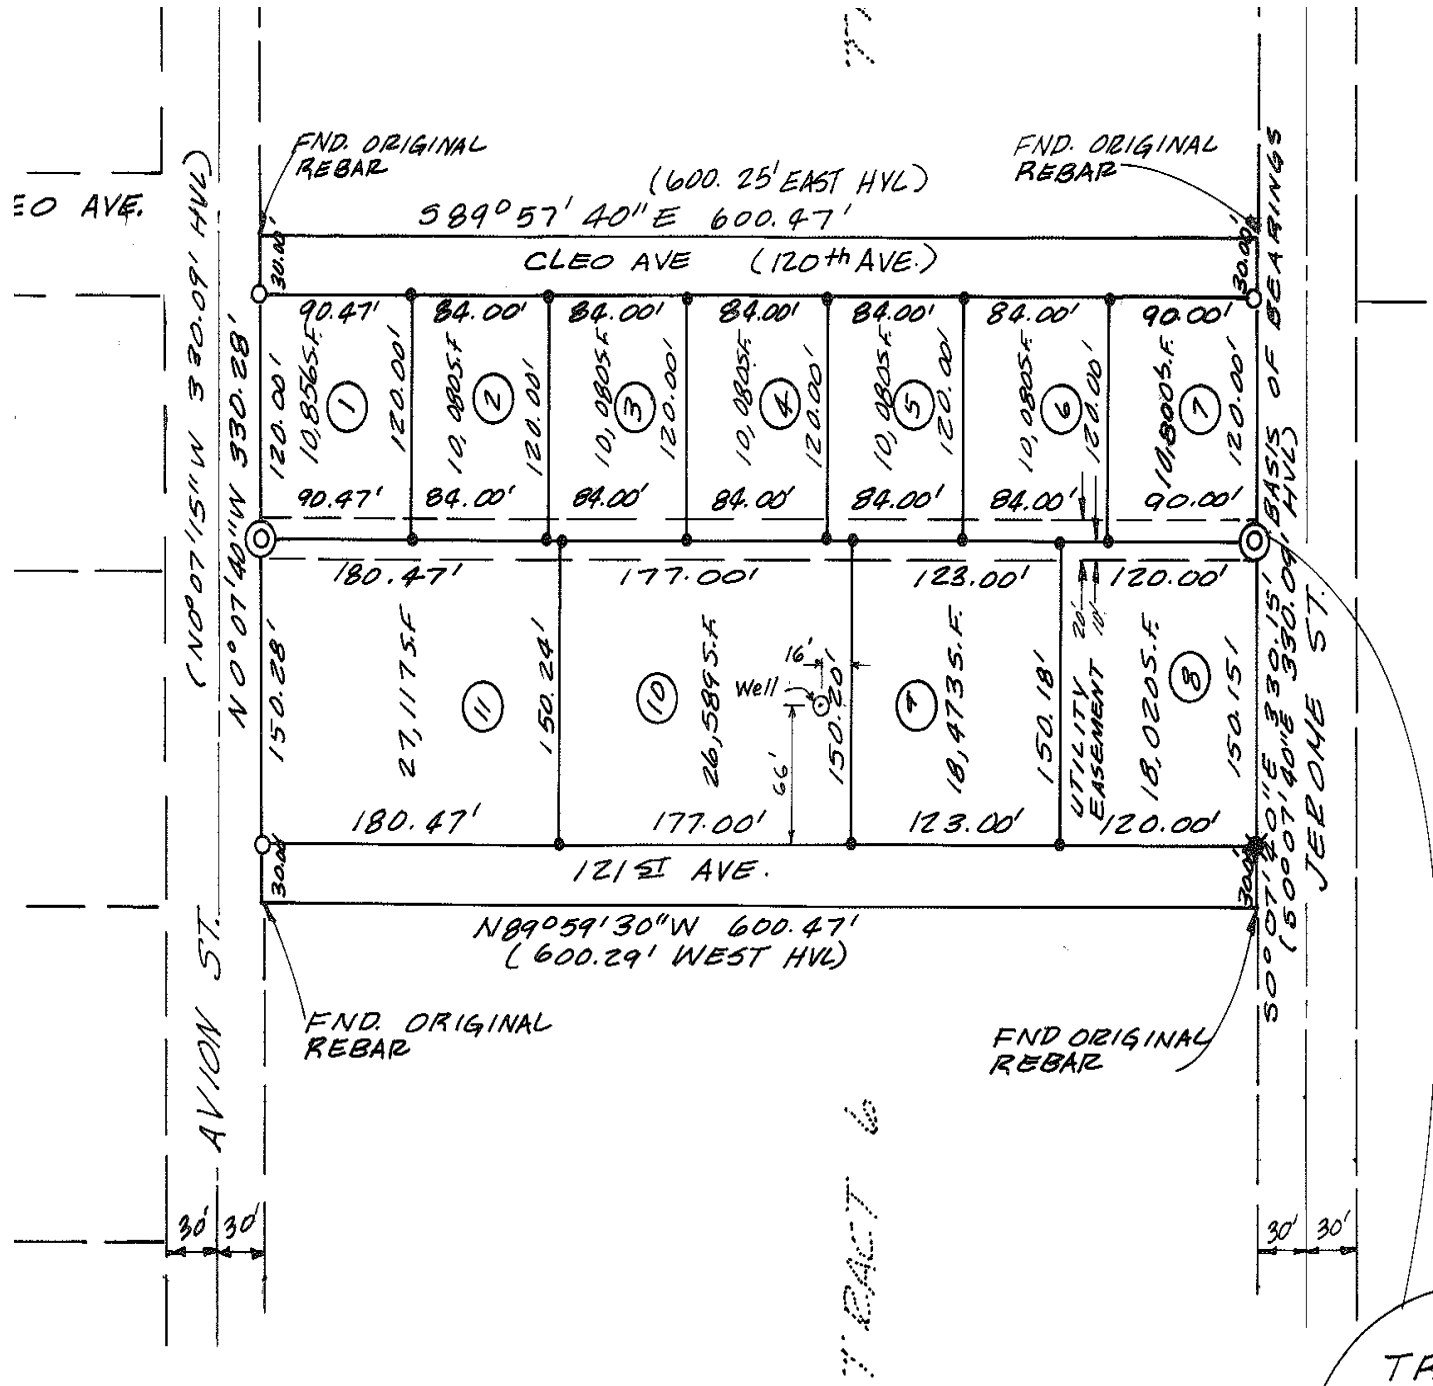 FND. ORIGINAL
REBAR
FND. ORIGINAL
REBAR
EO AVE.
(600.25' EAST HVL)
S89°57'40"E 600.47'
CLEO AVE (120th AVE.)
30.00'
30.00'
90.47'
84.00'
84.00'
84.00'
84.00'
84.00'
90.00'
120.00'
10,856 S.F.
1
120.00'
10,080 S.F.
2
120.00'
10,080 S.F.
3
120.00'
10,080 S.F.
4
120.00'
10,080 S.F.
5
120.00'
10,080 S.F.
6
120.00'
10,800 S.F.
7
120.00'
90.47'
84.00'
84.00'
84.00'
84.00'
84.00'
90.00'
180.47'
177.00'
123.00'
120.00'
150.28'
27,117 S.F.
11
150.24'
10
26,589 S.F.
Well
16'
66'
150.20'
9
18,473 S.F.
150.18'
UTILITY
EASEMENT
20'
10'
18,020 S.F.
8
150.15'
180.47'
177.00'
123.00'
120.00'
121 ST AVE.
30.00'
30.00'
N89°59'30"W 600.47'
(600.29' WEST HVL)
(N0°07'15"W 330.09' HVL)
N0°07'40"W 330.28'
S0°07'40"E 330.15' BASIS OF BEARINGS
(S0°07'40"E 330.09' HVL)
JEROME ST.
AVION ST.
FND. ORIGINAL
REBAR
FND ORIGINAL
REBAR
TRACT 6
30' 30'
30' 30'